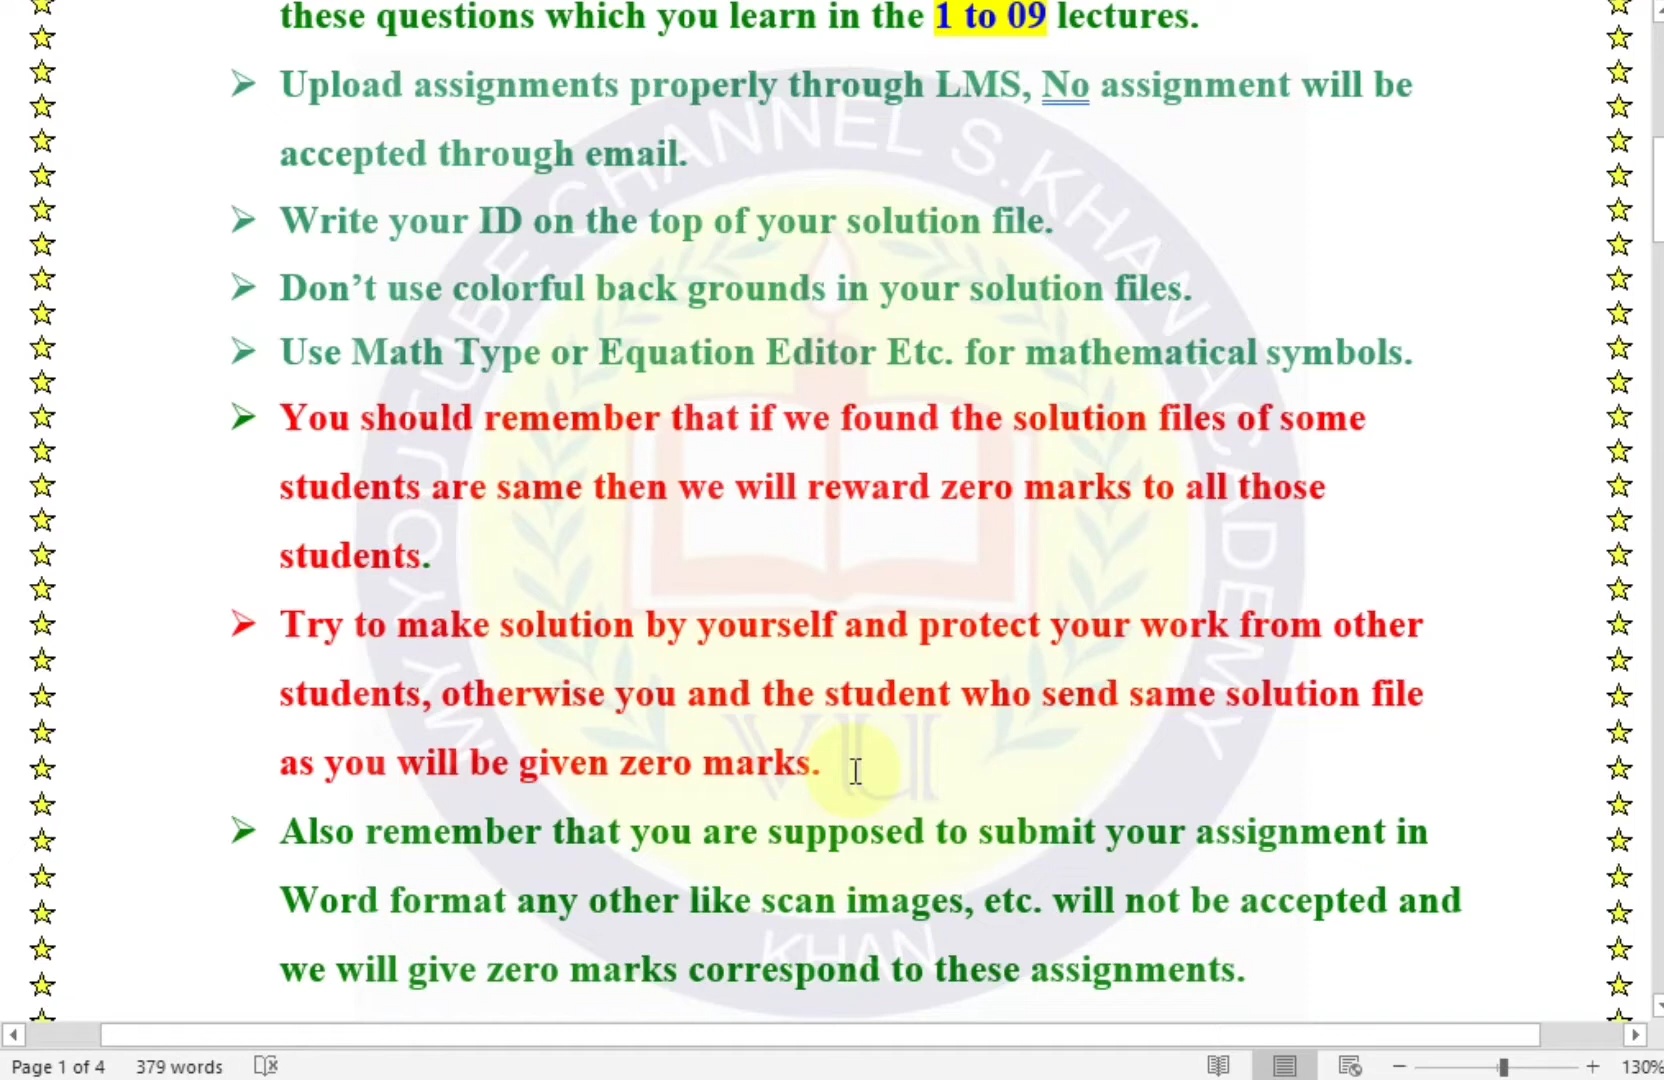 these questions which you learn in the 1 to 09 lectures.
Upload assignments properly through LMS, No assignment will be
accepted through email.
Write your ID on the top of your solution file.
Don’t use colorful back grounds in your solution files.
Use Math Type or Equation Editor Etc. for mathematical symbols.
You should remember that if we found the solution files of some
students are same then we will reward zero marks to all those
students.
Try to make solution by yourself and protect your work from other
students, otherwise you and the student who send same solution file
as you will be given zero marks.
Also remember that you are supposed to submit your assignment in
Word format any other like scan images, etc. will not be accepted and
we will give zero marks correspond to these assignments.
MY YOUTUBE CHANNEL S.KHAN ACADEMY
VU
KHAN
Page 1 of 4 379 words 130%